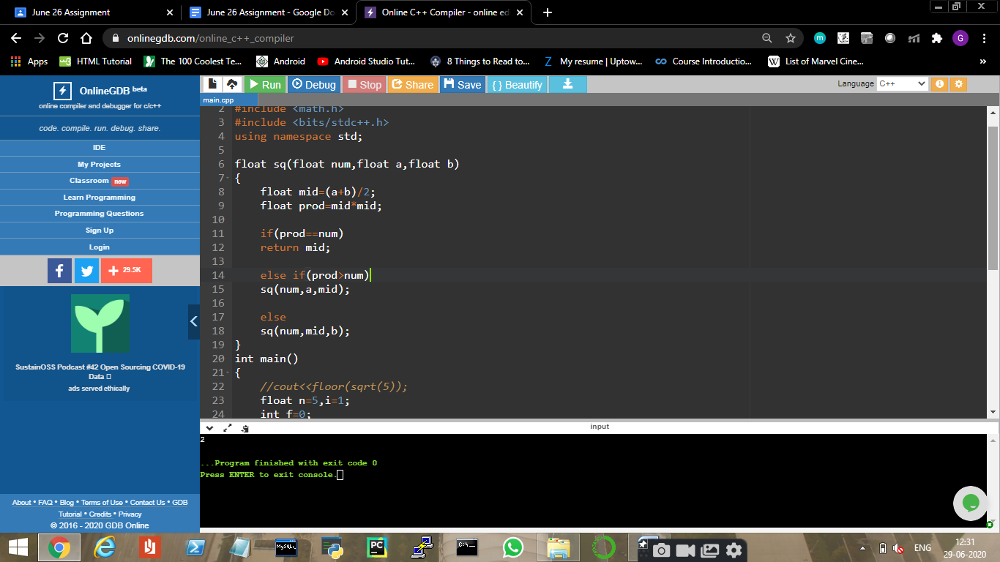 June 26 Assignment
June 26 Assignment - Google Do
Online C++ Compiler - online ed
onlinegdb.com/online_c++_compiler
Apps HTML Tutorial The 100 Coolest Te... Android Android Studio Tut... 8 Things to Read to... My resume | Uptow... Course Introductio... List of Marvel Cine... »
OnlineGDB beta
online compiler and debugger for c/c++
code. compile. run. debug. share.
IDE
My Projects
Classroom new
Learn Programming
Programming Questions
Sign Up
Login
29.5K
SustainOSS Podcast #42 Open Sourcing COVID-19
Data
ads served ethically
About • FAQ • Blog • Terms of Use • Contact Us • GDB
Tutorial • Credits • Privacy
© 2016 - 2020 GDB Online
Run Debug Stop Share Save { } Beautify Language C++
main.cpp
2 #include <math.h>
3 #include <bits/stdc++.h>
4 using namespace std;
5
6 float sq(float num,float a,float b)
7 {
8 float mid=(a+b)/2;
9 float prod=mid*mid;
10
11 if(prod==num)
12 return mid;
13
14 else if(prod>num)
15 sq(num,a,mid);
16
17 else
18 sq(num,mid,b);
19 }
20 int main()
21 {
22 //cout<<floor(sqrt(5));
23 float n=5,i=1;
24 int f=0;
input
2
...Program finished with exit code 0
Press ENTER to exit console.
ENG
12:31
29-06-2020